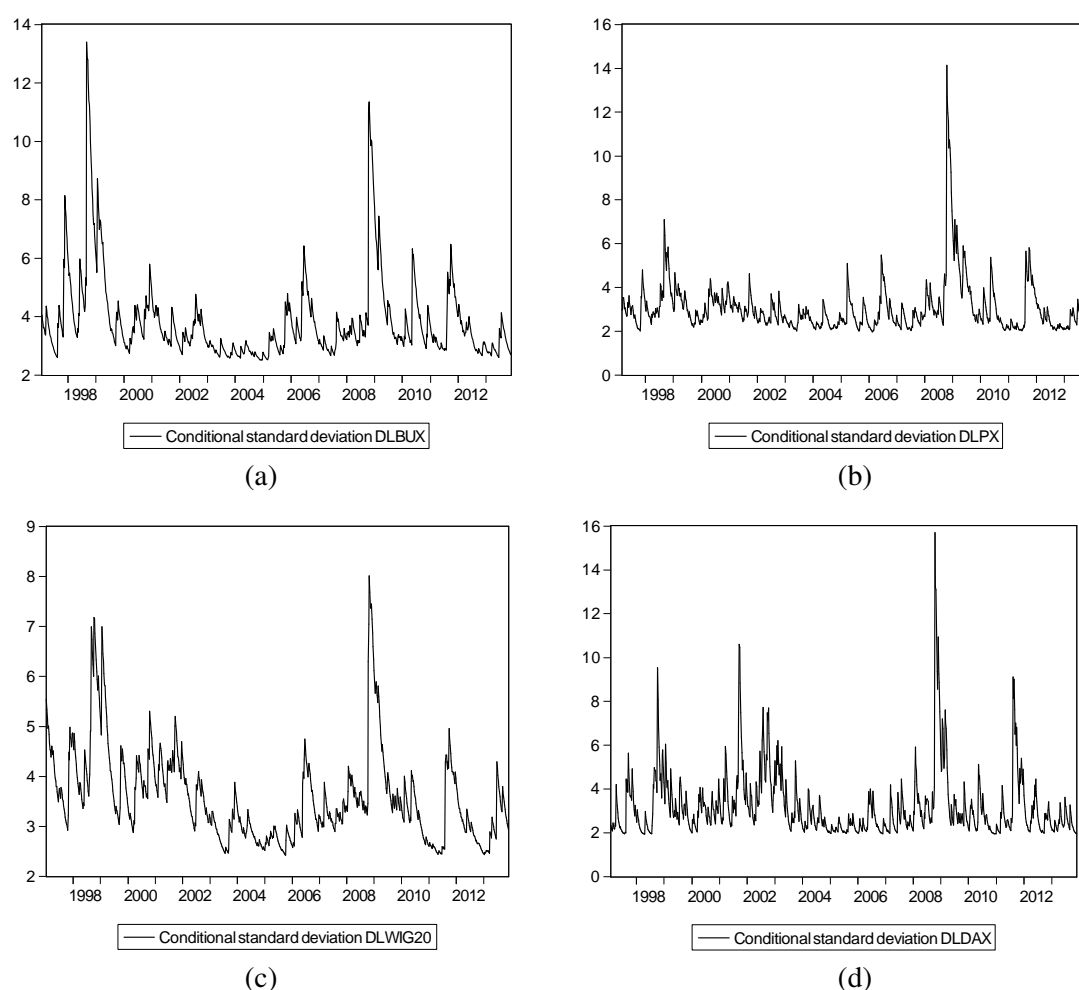 14
12
10
8
6
4
2
1998 2000 2002 2004 2006 2008 2010 2012
Conditional standard deviation DLBUX
(a)
16
14
12
10
8
6
4
2
0
1998 2000 2002 2004 2006 2008 2010 2012
Conditional standard deviation DLPX
(b)
9
8
7
6
5
4
3
2
1998 2000 2002 2004 2006 2008 2010 2012
Conditional standard deviation DLWIG20
(c)
16
14
12
10
8
6
4
2
0
1998 2000 2002 2004 2006 2008 2010 2012
Conditional standard deviation DLDAX
(d)